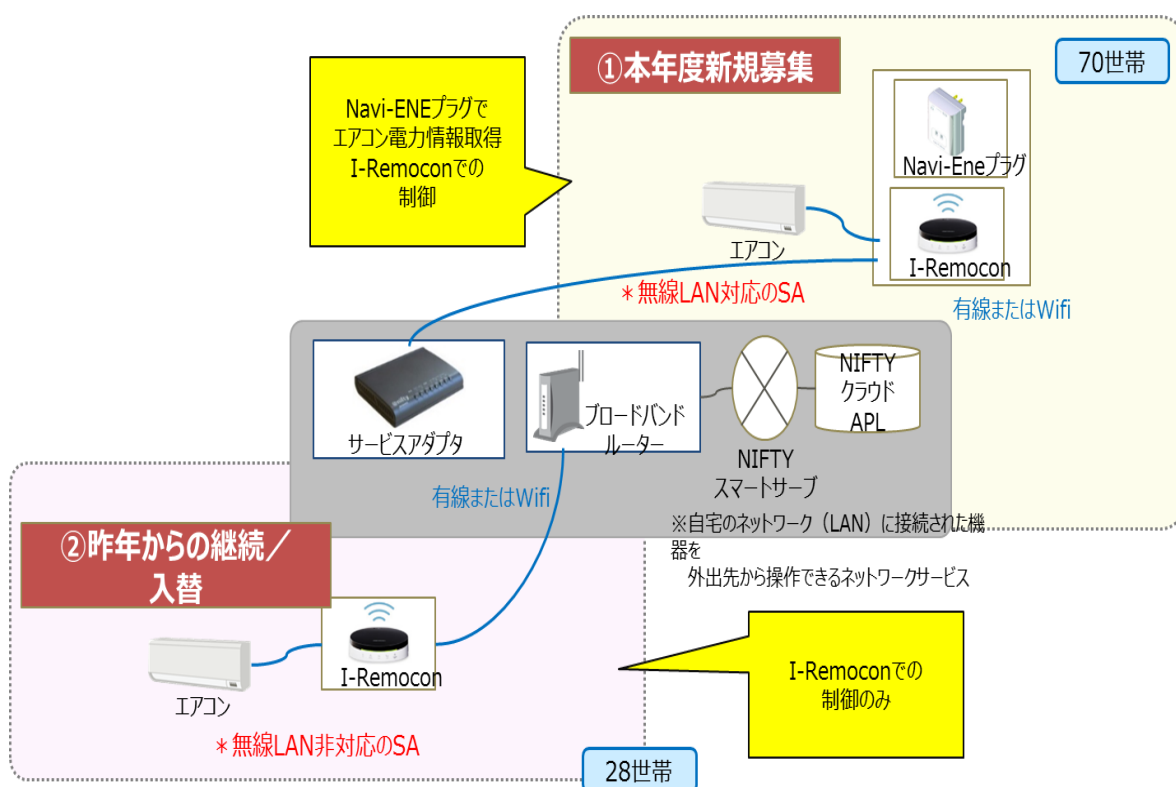 ①本年度新規募集
70世帯
Navi-ENEプラグで
エアコン電力情報取得
I-Remoconでの
制御
Navi-Eneプラグ
エアコン
I-Remocon
＊無線LAN対応のSA
有線またはWifi
サービスアダプタ
ブロードバンド
ルーター
NIFTY
スマートサーブ
NIFTY
クラウド
APL
有線またはWifi
※自宅のネットワーク（LAN）に接続された機
器を
外出先から操作できるネットワークサービス
②昨年からの継続／
入替
エアコン
I-Remocon
＊無線LAN非対応のSA
I-Remoconでの
制御のみ
28世帯